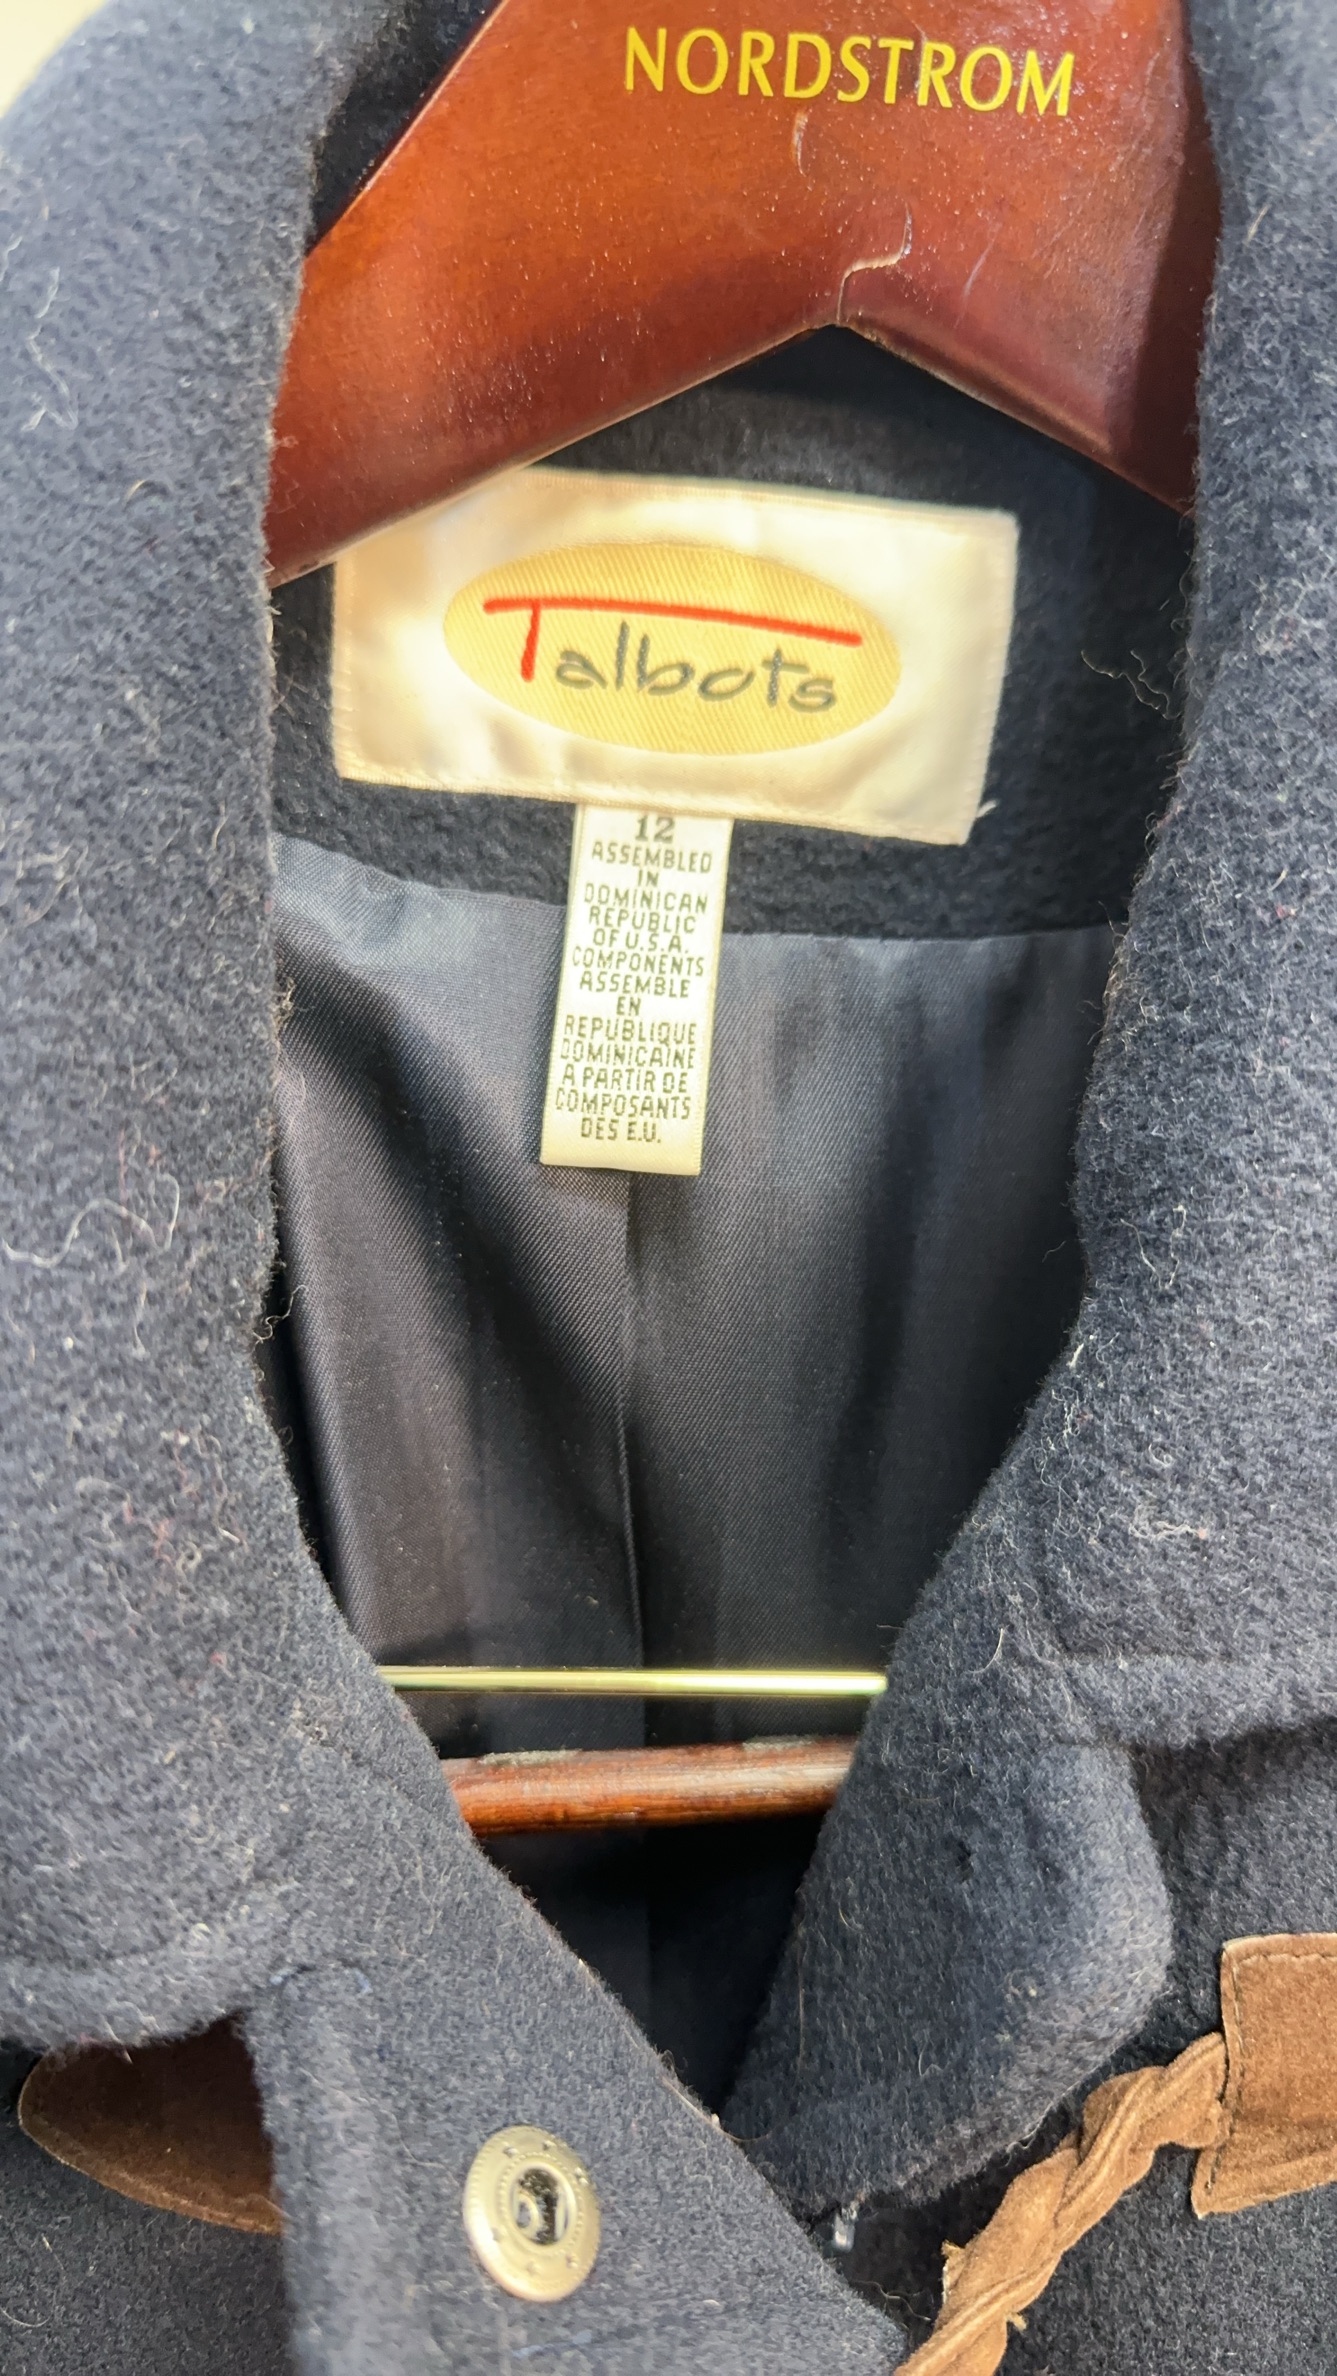 NORDSTROM
Talbots
12
ASSEMBLED
IN
DOMINICAN
REPUBLIC
OF U.S.A.
COMPONENTS
ASSEMBLE
EN
REPUBLIQUE
DOMINICAINE
A PARTIR DE
COMPOSANTS
DES E.U.